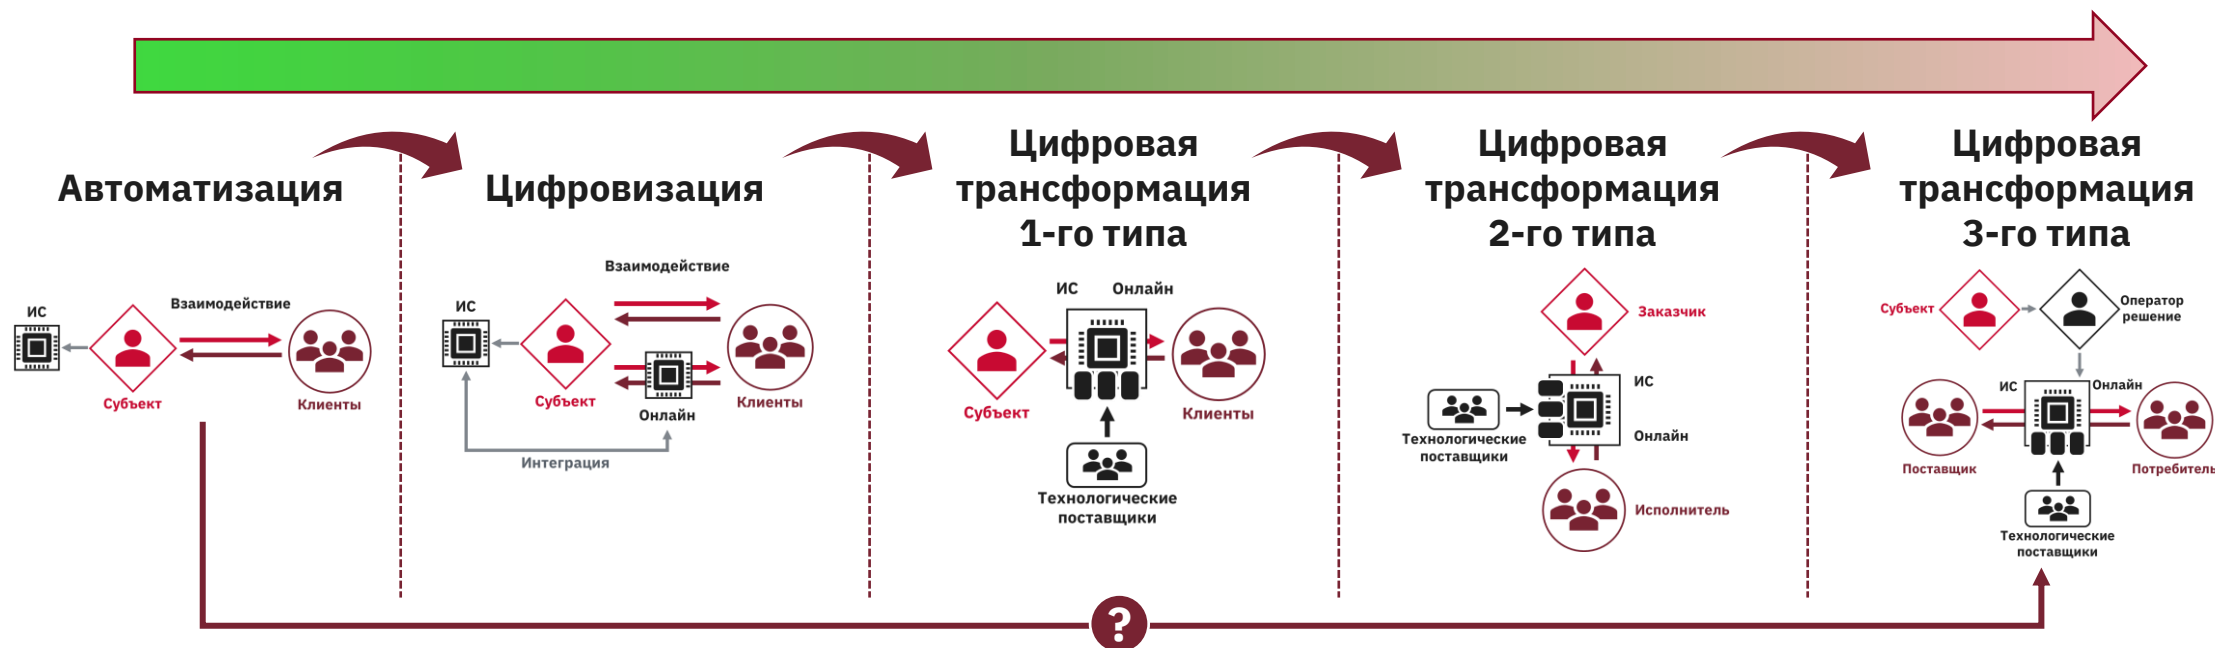 Автоматизация
ИС
Взаимодействие
Субъект
Клиенты
Цифровизация
Взаимодействие
ИС
Субъект
Клиенты
Онлайн
Интеграция
Цифровая
трансформация
1-го типа
ИС
Онлайн
Субъект
Клиенты
Технологические
поставщики
Цифровая
трансформация
2-го типа
Заказчик
ИС
Технологические
поставщики
Онлайн
Исполнитель
Цифровая
трансформация
3-го типа
Субъект
Оператор
решение
ИС
Онлайн
Поставщик
Потребитель
Технологические
поставщики
?